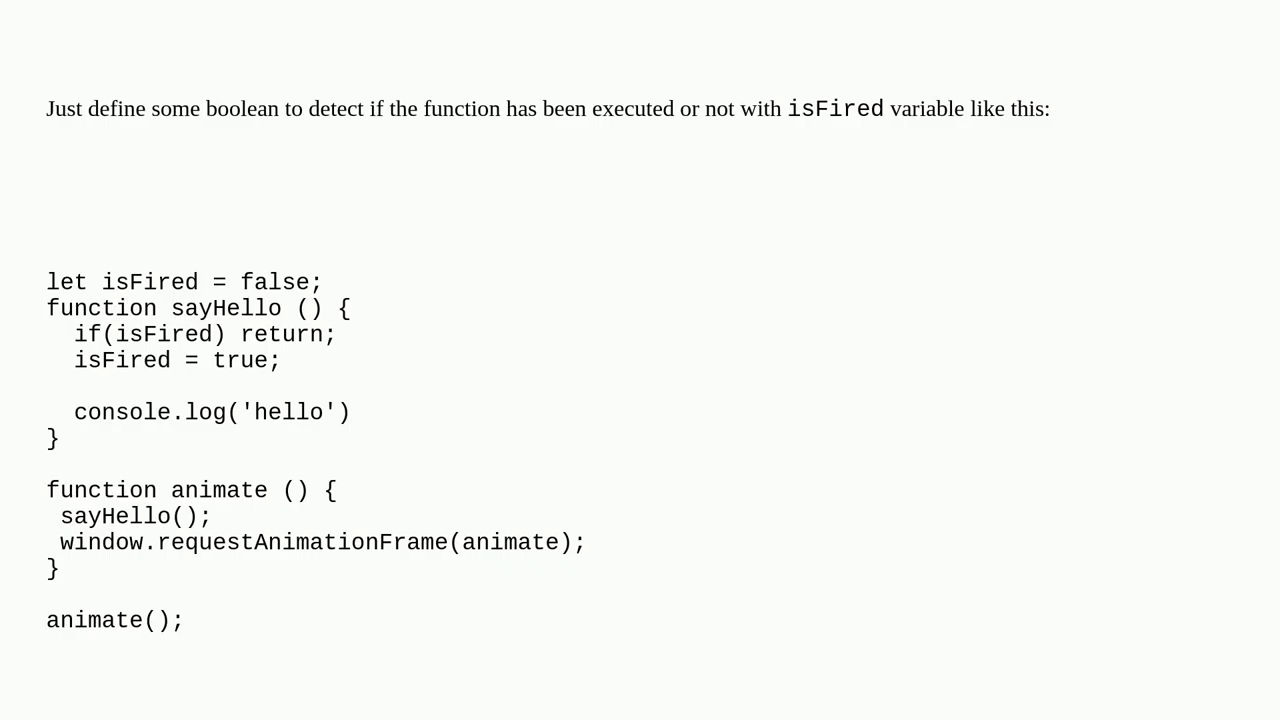 Just define some boolean to detect if the function has been executed or not with isFired variable like this:
let isFired = false;
function sayHello () {
  if(isFired) return;
  isFired = true;
  console.log('hello')
}
function animate () {
 sayHello();
 window.requestAnimationFrame(animate);
}
animate();